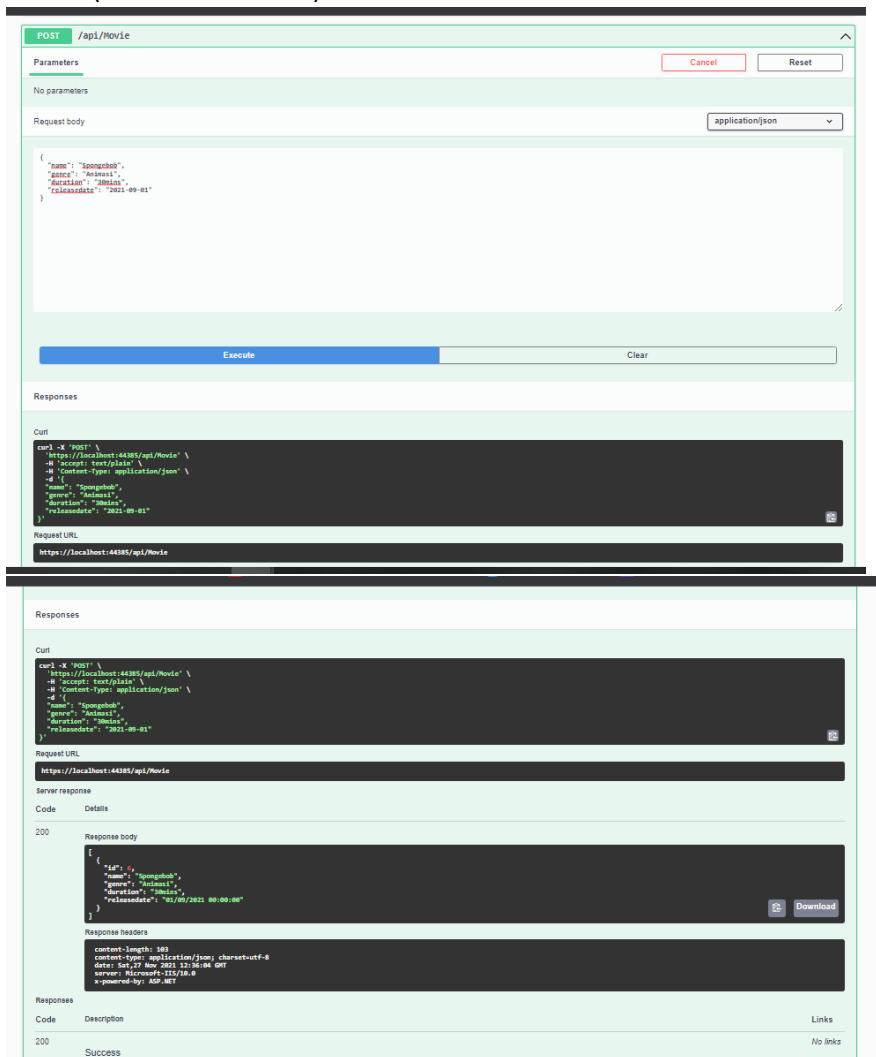 POST /api/Movie
Parameters Cancel Reset
No parameters
Request body application/json
{
"name": "Spongebob",
"genre": "Animasi",
"duration": "30mins",
"releasedate": "2021-09-01"
}
Execute Clear
Responses
Curl
curl -X 'POST' \
'https://localhost:44385/api/Movie' \
-H 'accept: text/plain' \
-H 'Content-Type: application/json' \
-d '{
"name": "Spongebob",
"genre": "Animasi",
"duration": "30mins",
"releasedate": "2021-09-01"
}'
Request URL
https://localhost:44385/api/Movie
Responses
Curl
curl -X 'POST' \
'https://localhost:44385/api/Movie' \
-H 'accept: text/plain' \
-H 'Content-Type: application/json' \
-d '{
"name": "Spongebob",
"genre": "Animasi",
"duration": "30mins",
"releasedate": "2021-09-01"
}'
Request URL
https://localhost:44385/api/Movie
Server response
Code Details
200
Response body
[
{
"id": 6,
"name": "Spongebob",
"genre": "Animasi",
"duration": "30mins",
"releasedate": "01/09/2021 00:00:00"
}
]
Download
Response headers
content-length: 103
content-type: application/json; charset=utf-8
date: Sat,27 Nov 2021 12:36:04 GMT
server: Microsoft-IIS/10.0
x-powered-by: ASP.NET
Responses
Code Description Links
200 No links
Success